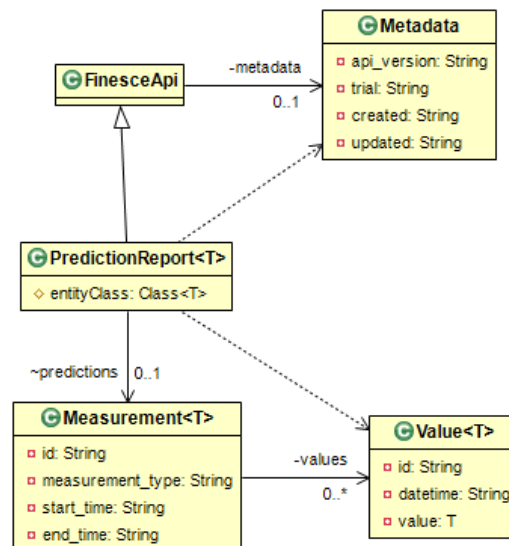 C Metadata
api_version: String
trial: String
created: String
updated: String
C FinesceApi
-metadata
0..1
C PredictionReport<T>
entityClass: Class<T>
~predictions
0..1
C Measurement<T>
id: String
measurement_type: String
start_time: String
end_time: String
-values
0..*
C Value<T>
id: String
datetime: String
value: T